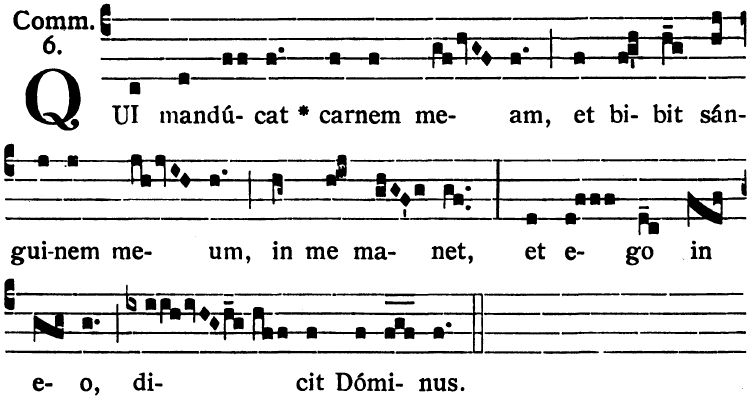 Comm.
6.
QUI mandú- cat * carnem me- am, et bi- bit sán-
gui-nem me- um, in me ma- net, et e- go in
e- o, di- cit Dómi- nus.